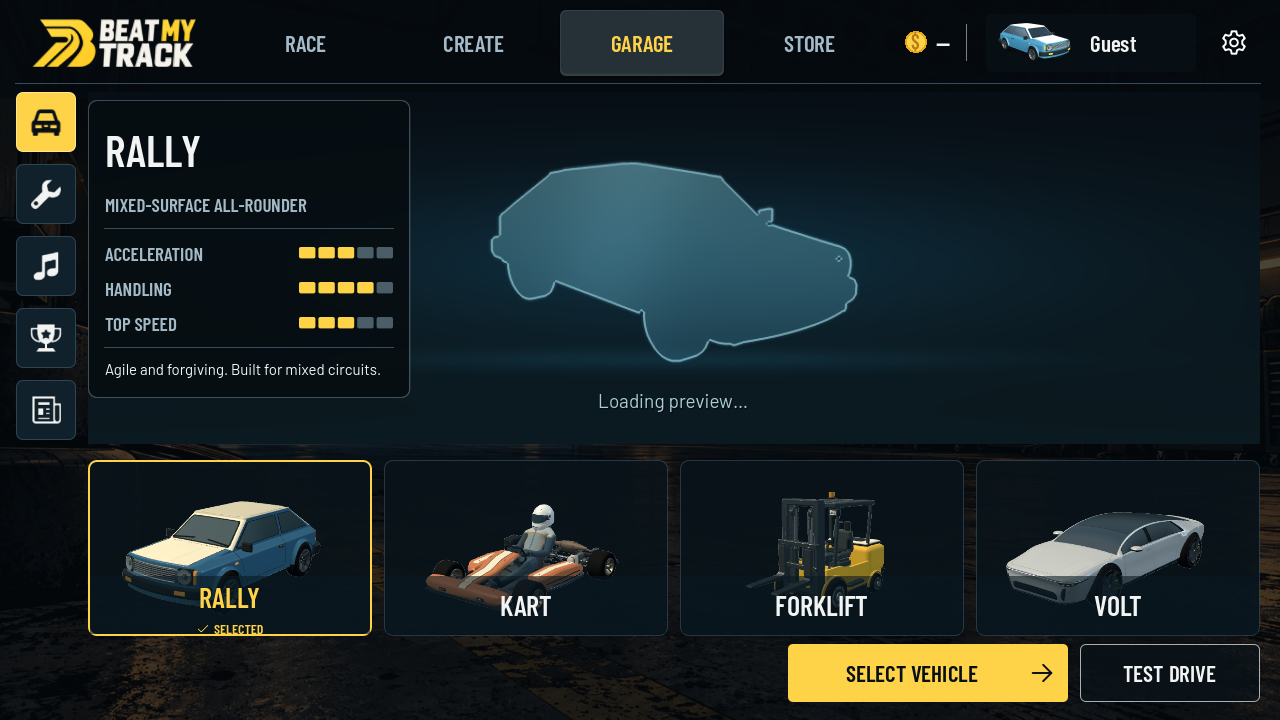 BEAT MY
TRACK
RACE
CREATE
GARAGE
STORE
–
Guest
RALLY
MIXED-SURFACE ALL-ROUNDER
ACCELERATION
HANDLING
TOP SPEED
Agile and forgiving. Built for mixed circuits.
Loading preview...
RALLY
SELECTED
KART
FORKLIFT
VOLT
SELECT VEHICLE
TEST DRIVE